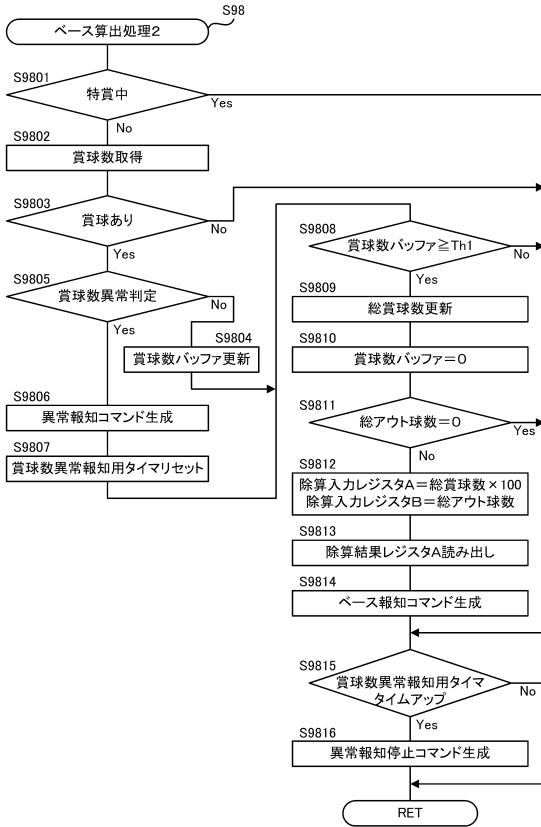 S98
ベース算出処理2
S9801
特賞中
Yes
No
S9802
賞球数取得
S9803
賞球あり
No
Yes
S9805
賞球数異常判定
No
Yes
S9804
賞球数バッファ更新
S9806
異常報知コマンド生成
S9807
賞球数異常報知用タイマリセット
S9808
賞球数バッファ≧Th1
No
Yes
S9809
総賞球数更新
S9810
賞球数バッファ=0
S9811
総アウト球数=0
Yes
No
S9812
除算入力レジスタA=総賞球数×100
除算入力レジスタB=総アウト球数
S9813
除算結果レジスタA読み出し
S9814
ベース報知コマンド生成
S9815
賞球数異常報知用タイマ
タイムアップ
No
Yes
S9816
異常報知停止コマンド生成
RET